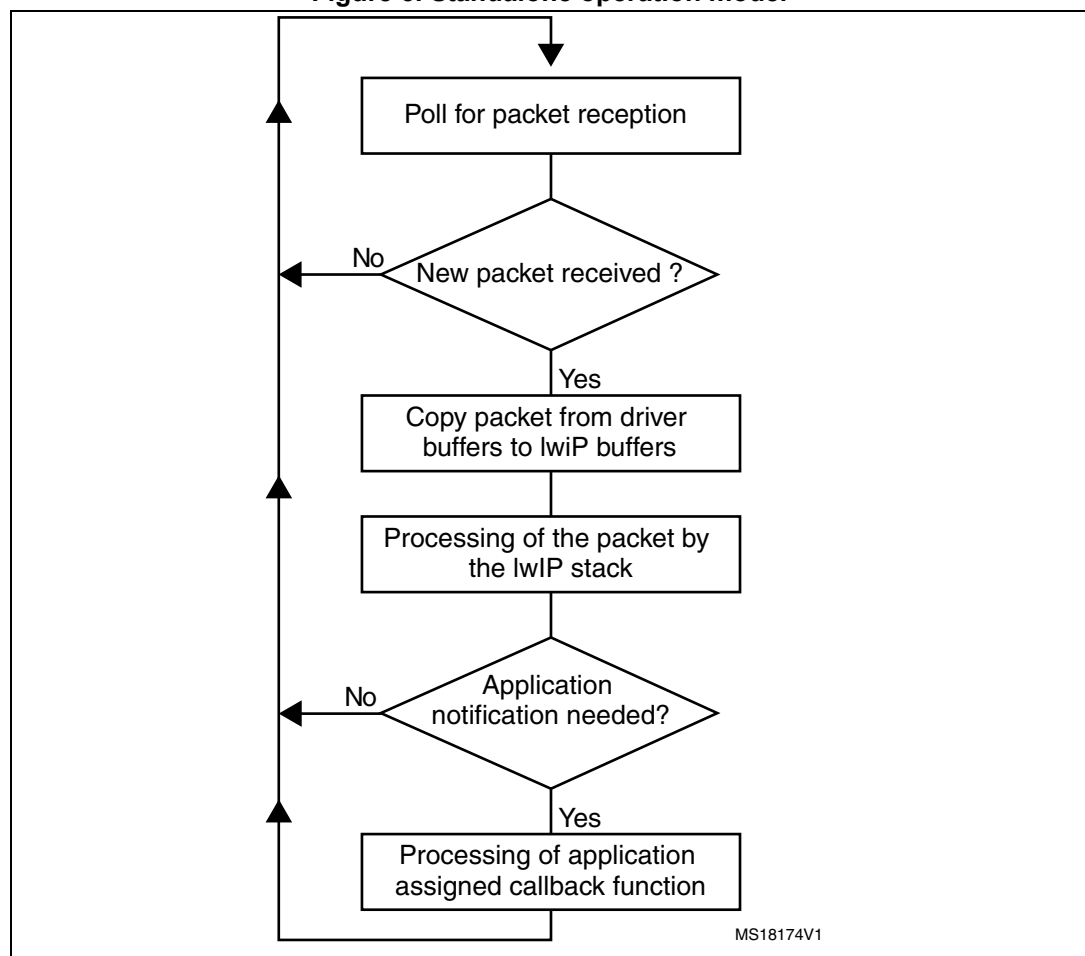 Standalone operation model
Poll for packet reception
No
New packet received ?
Yes
Copy packet from driver
buffers to lwiP buffers
Processing of the packet by
the lwIP stack
No
Application
notification needed?
Yes
Processing of application
assigned callback function
MS18174V1